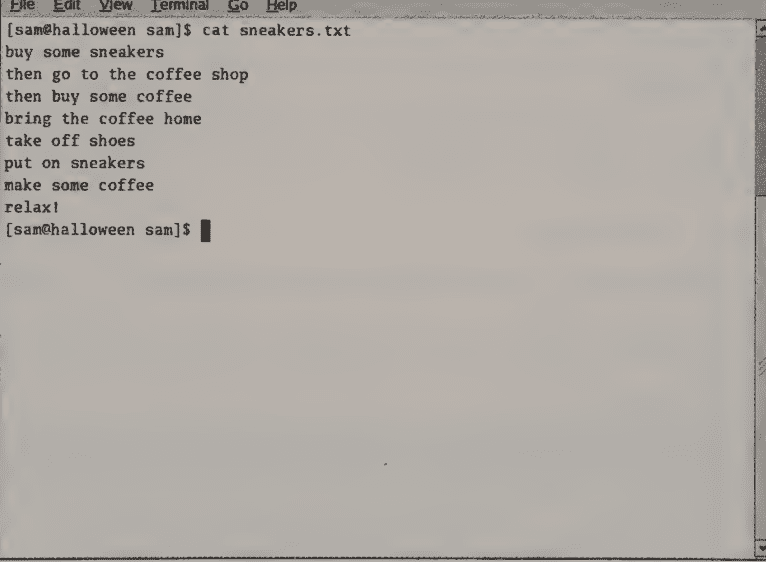 File Edit View Terminal Go Help
[sam@halloween sam]$ cat sneakers.txt
buy some sneakers
then go to the coffee shop
then buy some coffee
bring the coffee home
take off shoes
put on sneakers
make some coffee
relax!
[sam@halloween sam]$